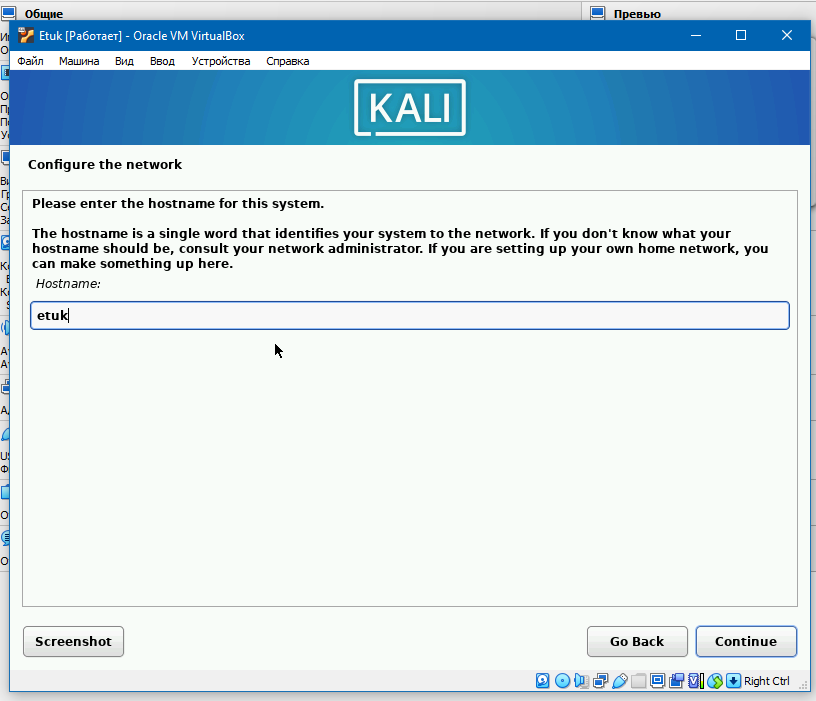 Общие
Превью
Etuk [Работает] - Oracle VM VirtualBox
Файл Машина Вид Ввод Устройства Справка
KALI
Configure the network
Please enter the hostname for this system.
The hostname is a single word that identifies your system to the network. If you don't know what your
hostname should be, consult your network administrator. If you are setting up your own home network, you
can make something up here.
Hostname:
etuk
Screenshot
Go Back
Continue
Right Ctrl